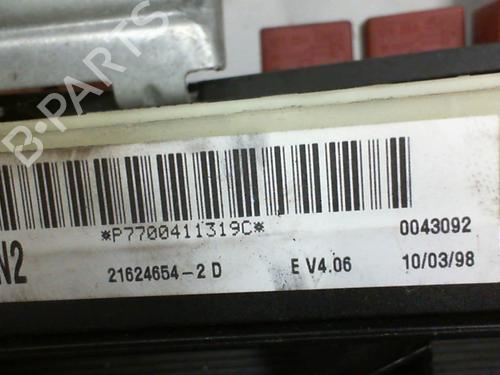 B-PARTS
*P7700411319C*
0043092
N2
21624654-2 D
E V4.06
10/03/98